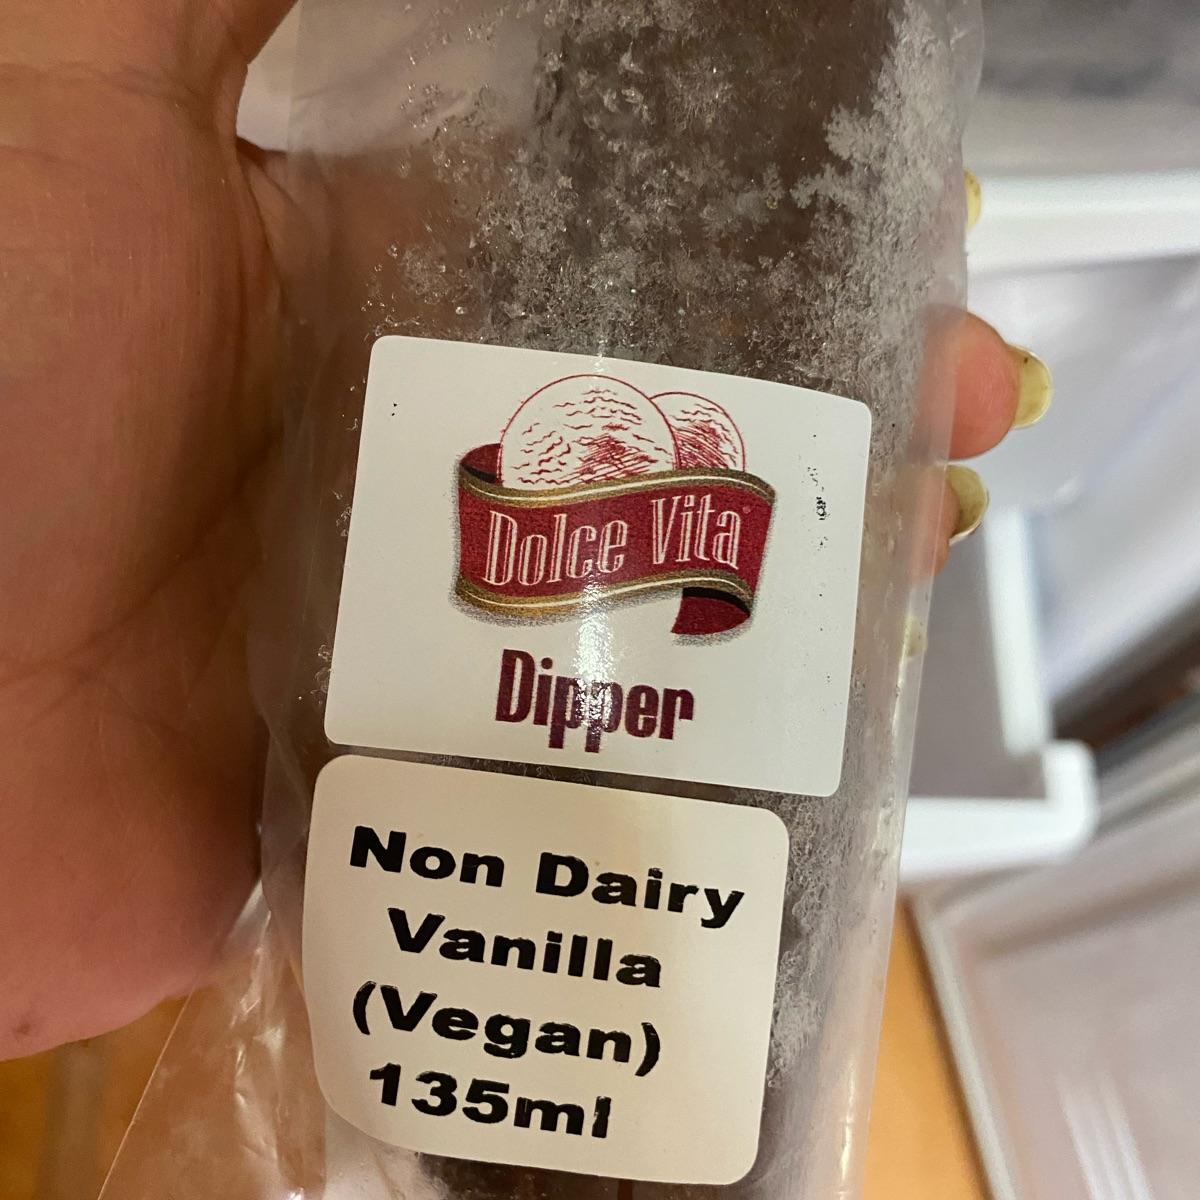 Dolce Vita
Dipper
Non Dairy
Vanilla
(Vegan)
135ml